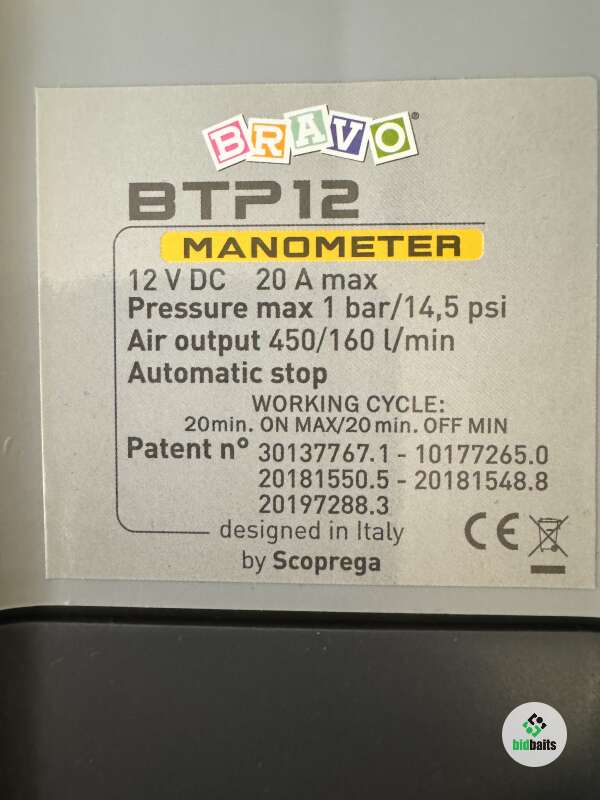 BRAVO®
BTP12
MANOMETER
12 V DC 20 A max
Pressure max 1 bar/14,5 psi
Air output 450/160 l/min
Automatic stop
WORKING CYCLE:
20min. ON MAX/20 min. OFF MIN
Patent n° 30137767.1 - 10177265.0
20181550.5 - 20181548.8
20197288.3
designed in Italy
by Scoprega
CE
bidbaits